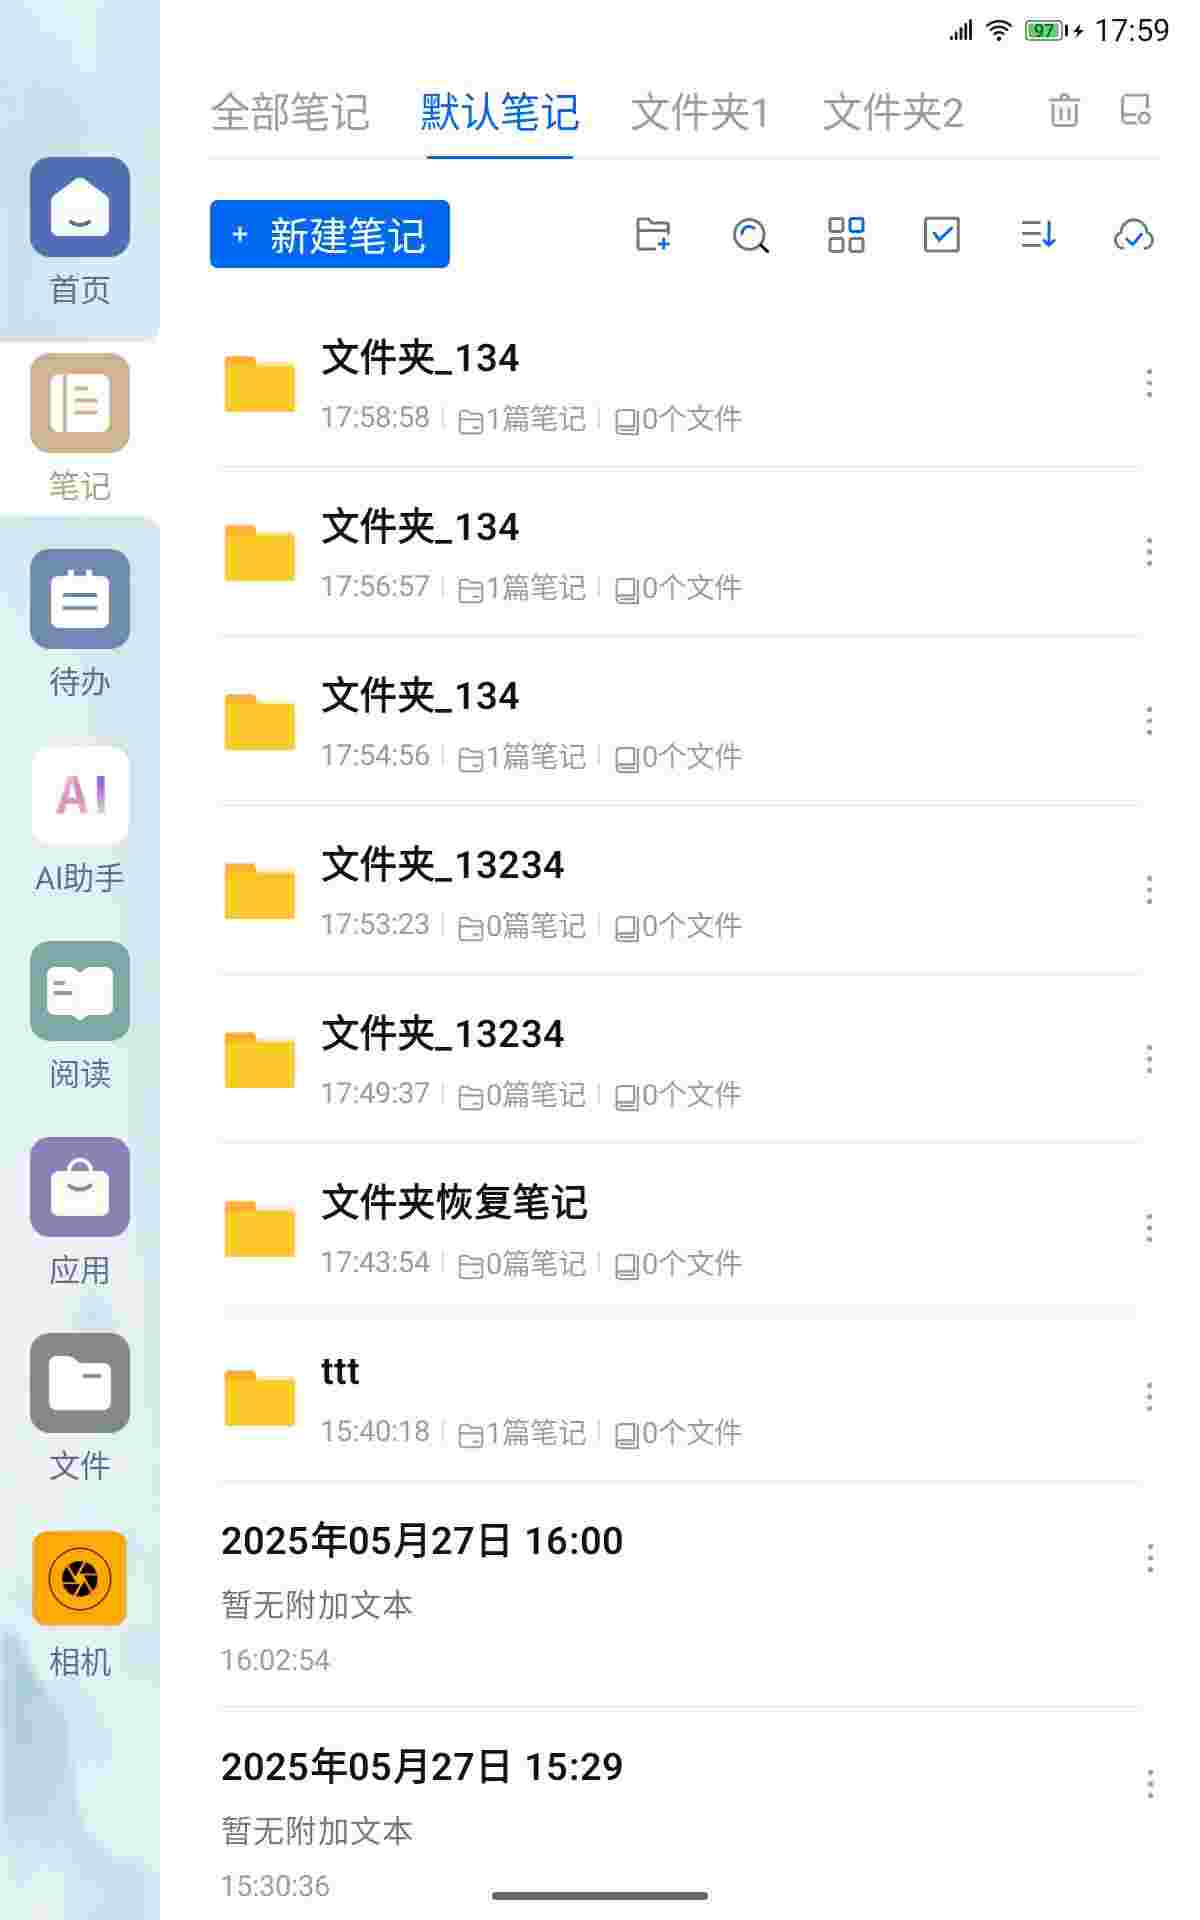 97 17:59
全部笔记 默认笔记 文件夹1 文件夹2
+ 新建笔记
首页
笔记
待办
AI
AI助手
阅读
应用
文件
相机
文件夹_134
17:58:58 1篇笔记 0个文件
文件夹_134
17:56:57 1篇笔记 0个文件
文件夹_134
17:54:56 1篇笔记 0个文件
文件夹_13234
17:53:23 0篇笔记 0个文件
文件夹_13234
17:49:37 0篇笔记 0个文件
文件夹恢复笔记
17:43:54 0篇笔记 0个文件
ttt
15:40:18 1篇笔记 0个文件
2025年05月27日 16:00
暂无附加文本
16:02:54
2025年05月27日 15:29
暂无附加文本
15:30:36